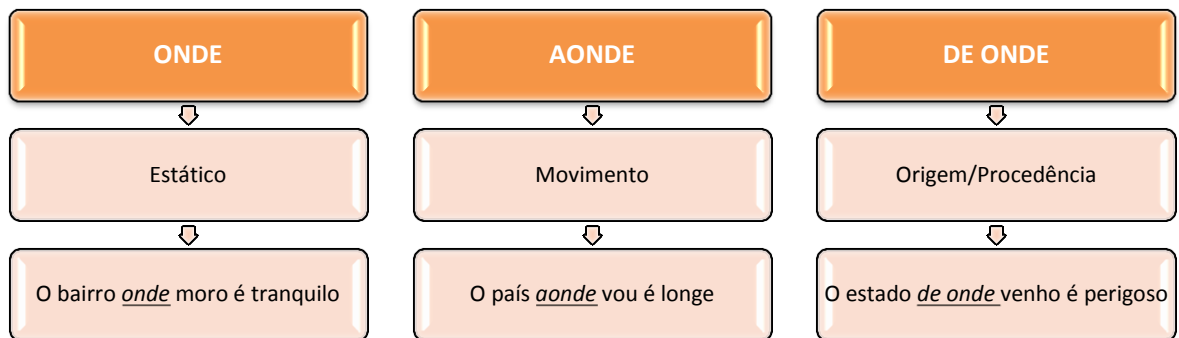 ONDE
AONDE
DE ONDE
Estático
Movimento
Origem/Procedência
O bairro onde moro é tranquilo
O país aonde vou é longe
O estado de onde venho é perigoso